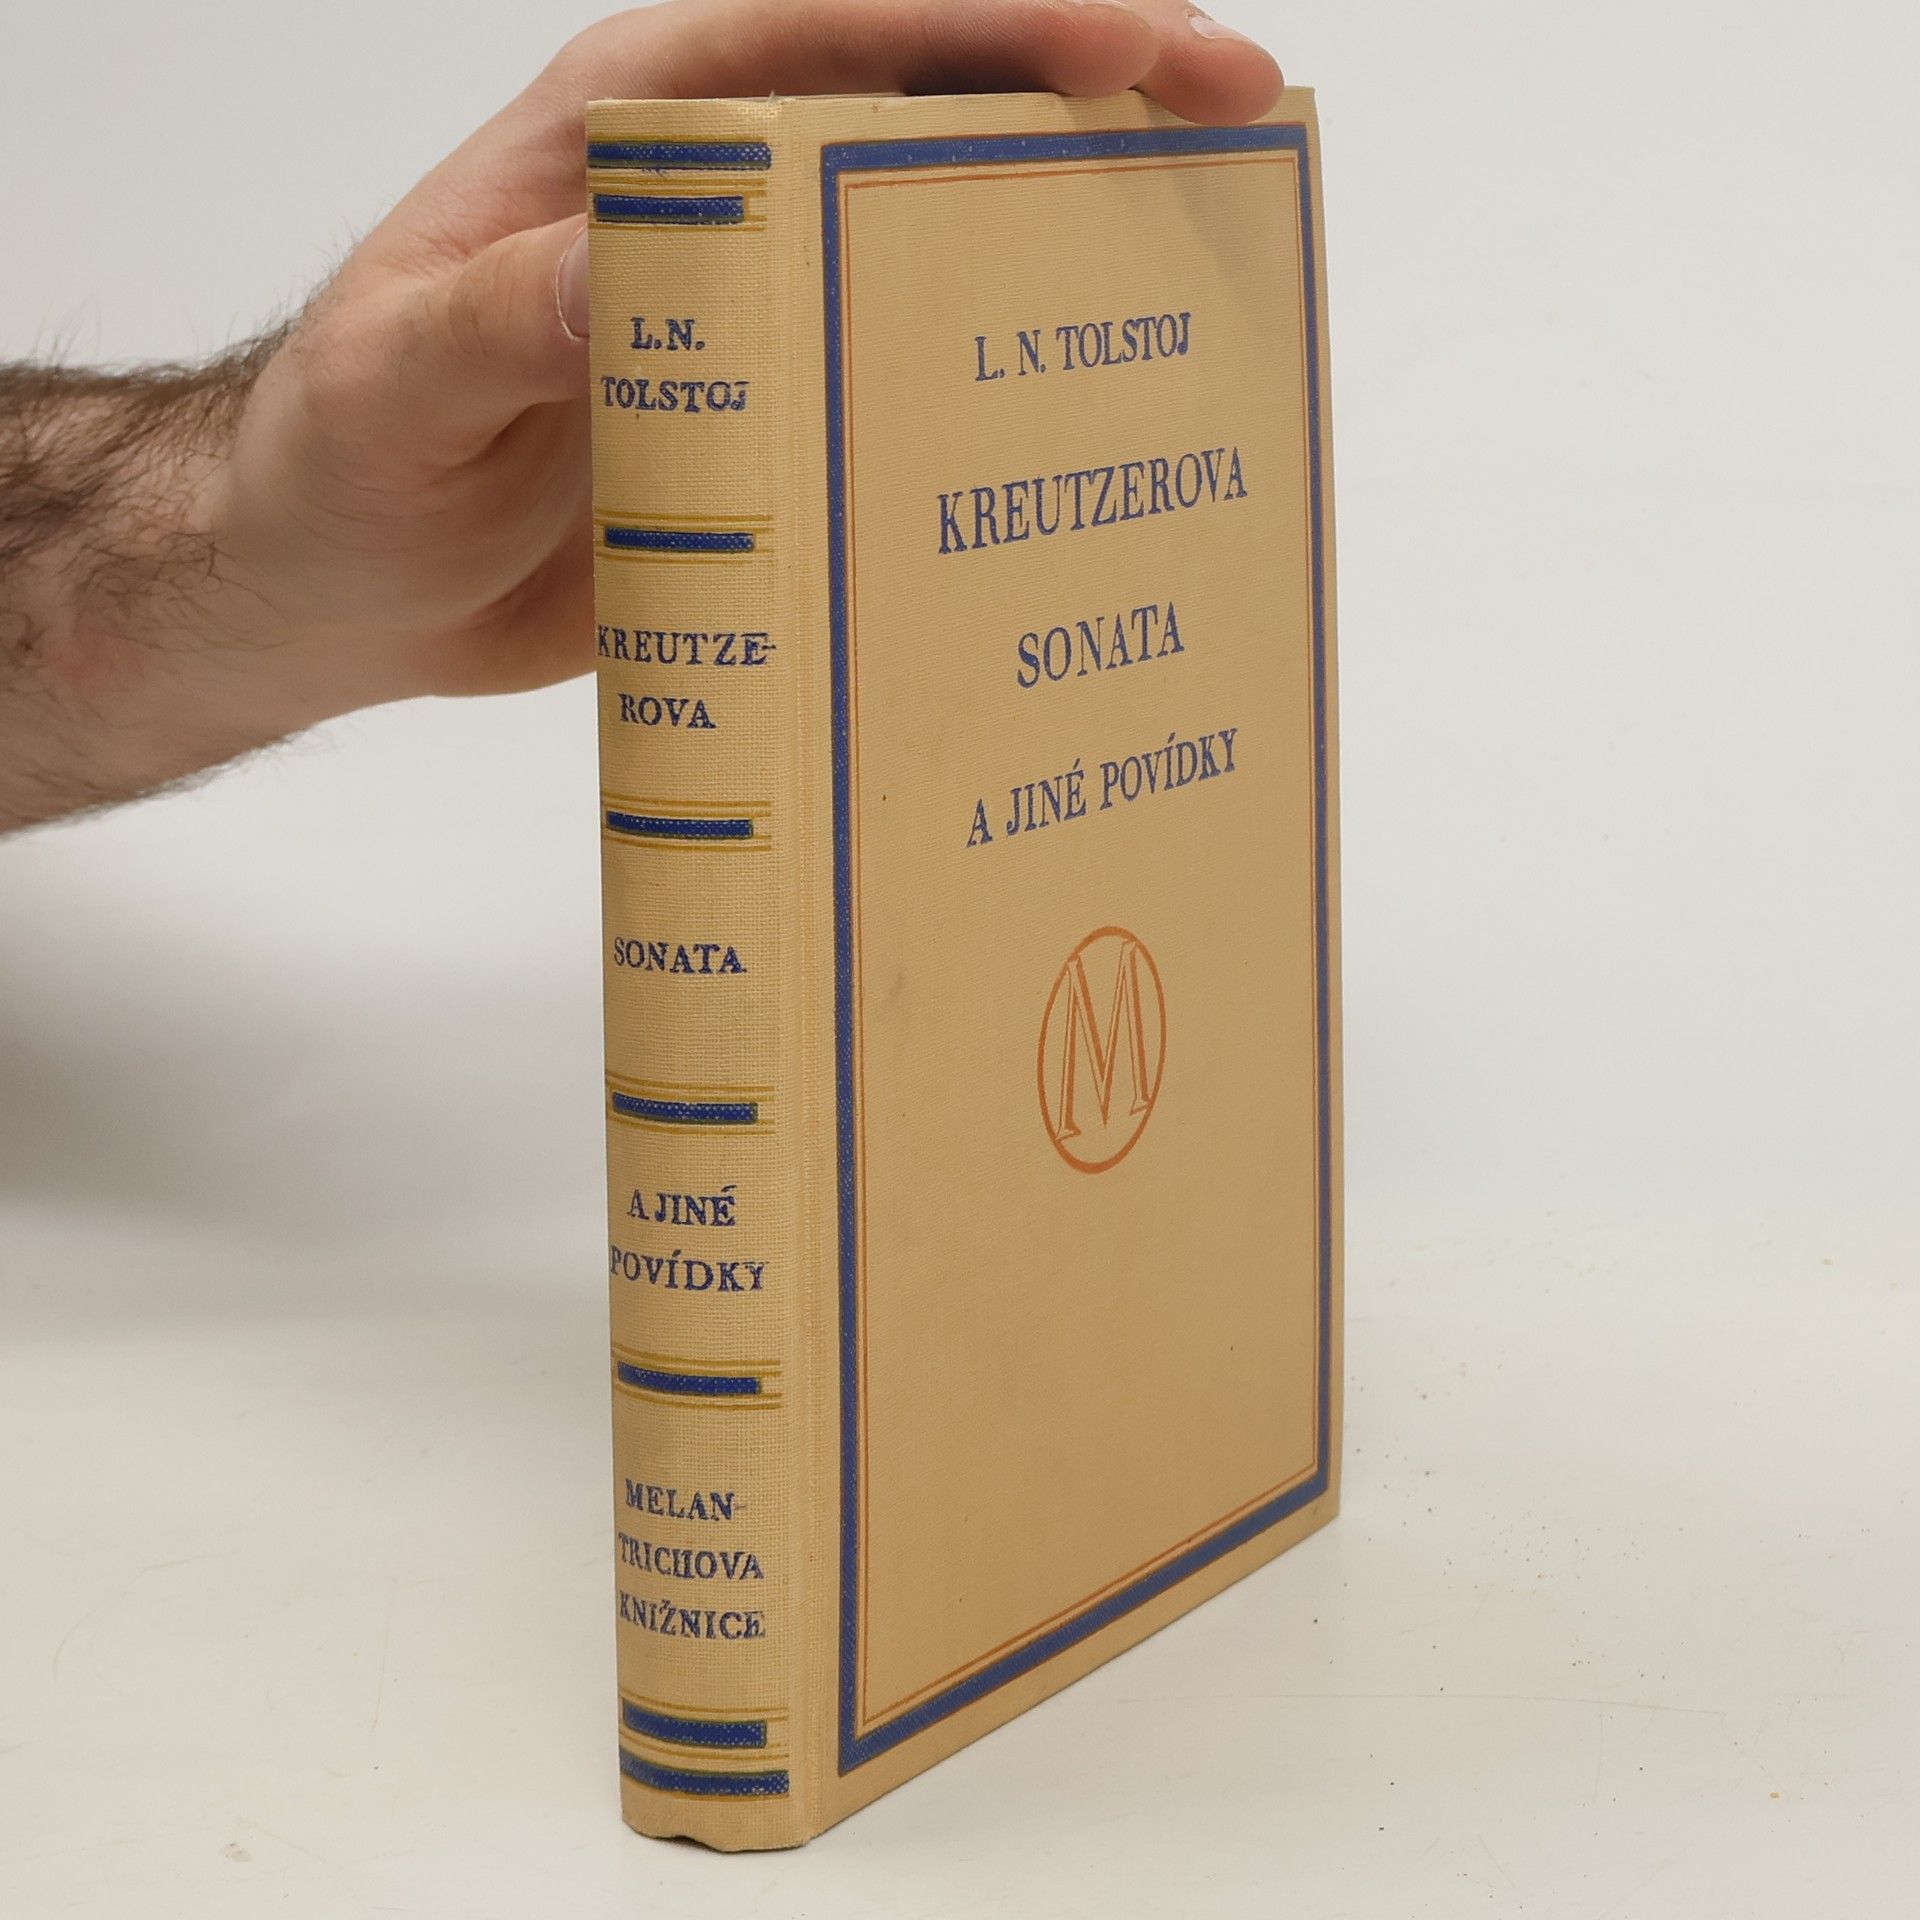 L.N.
TOLSTOJ
KREUTZE-
ROVA
SONATA
A JINÉ
POVÍDKY
MELAN-
TRICHOVA
KNIŽNICE
L. N. TOLSTOJ
KREUTZEROVA
SONATA
A JINÉ POVÍDKY
M